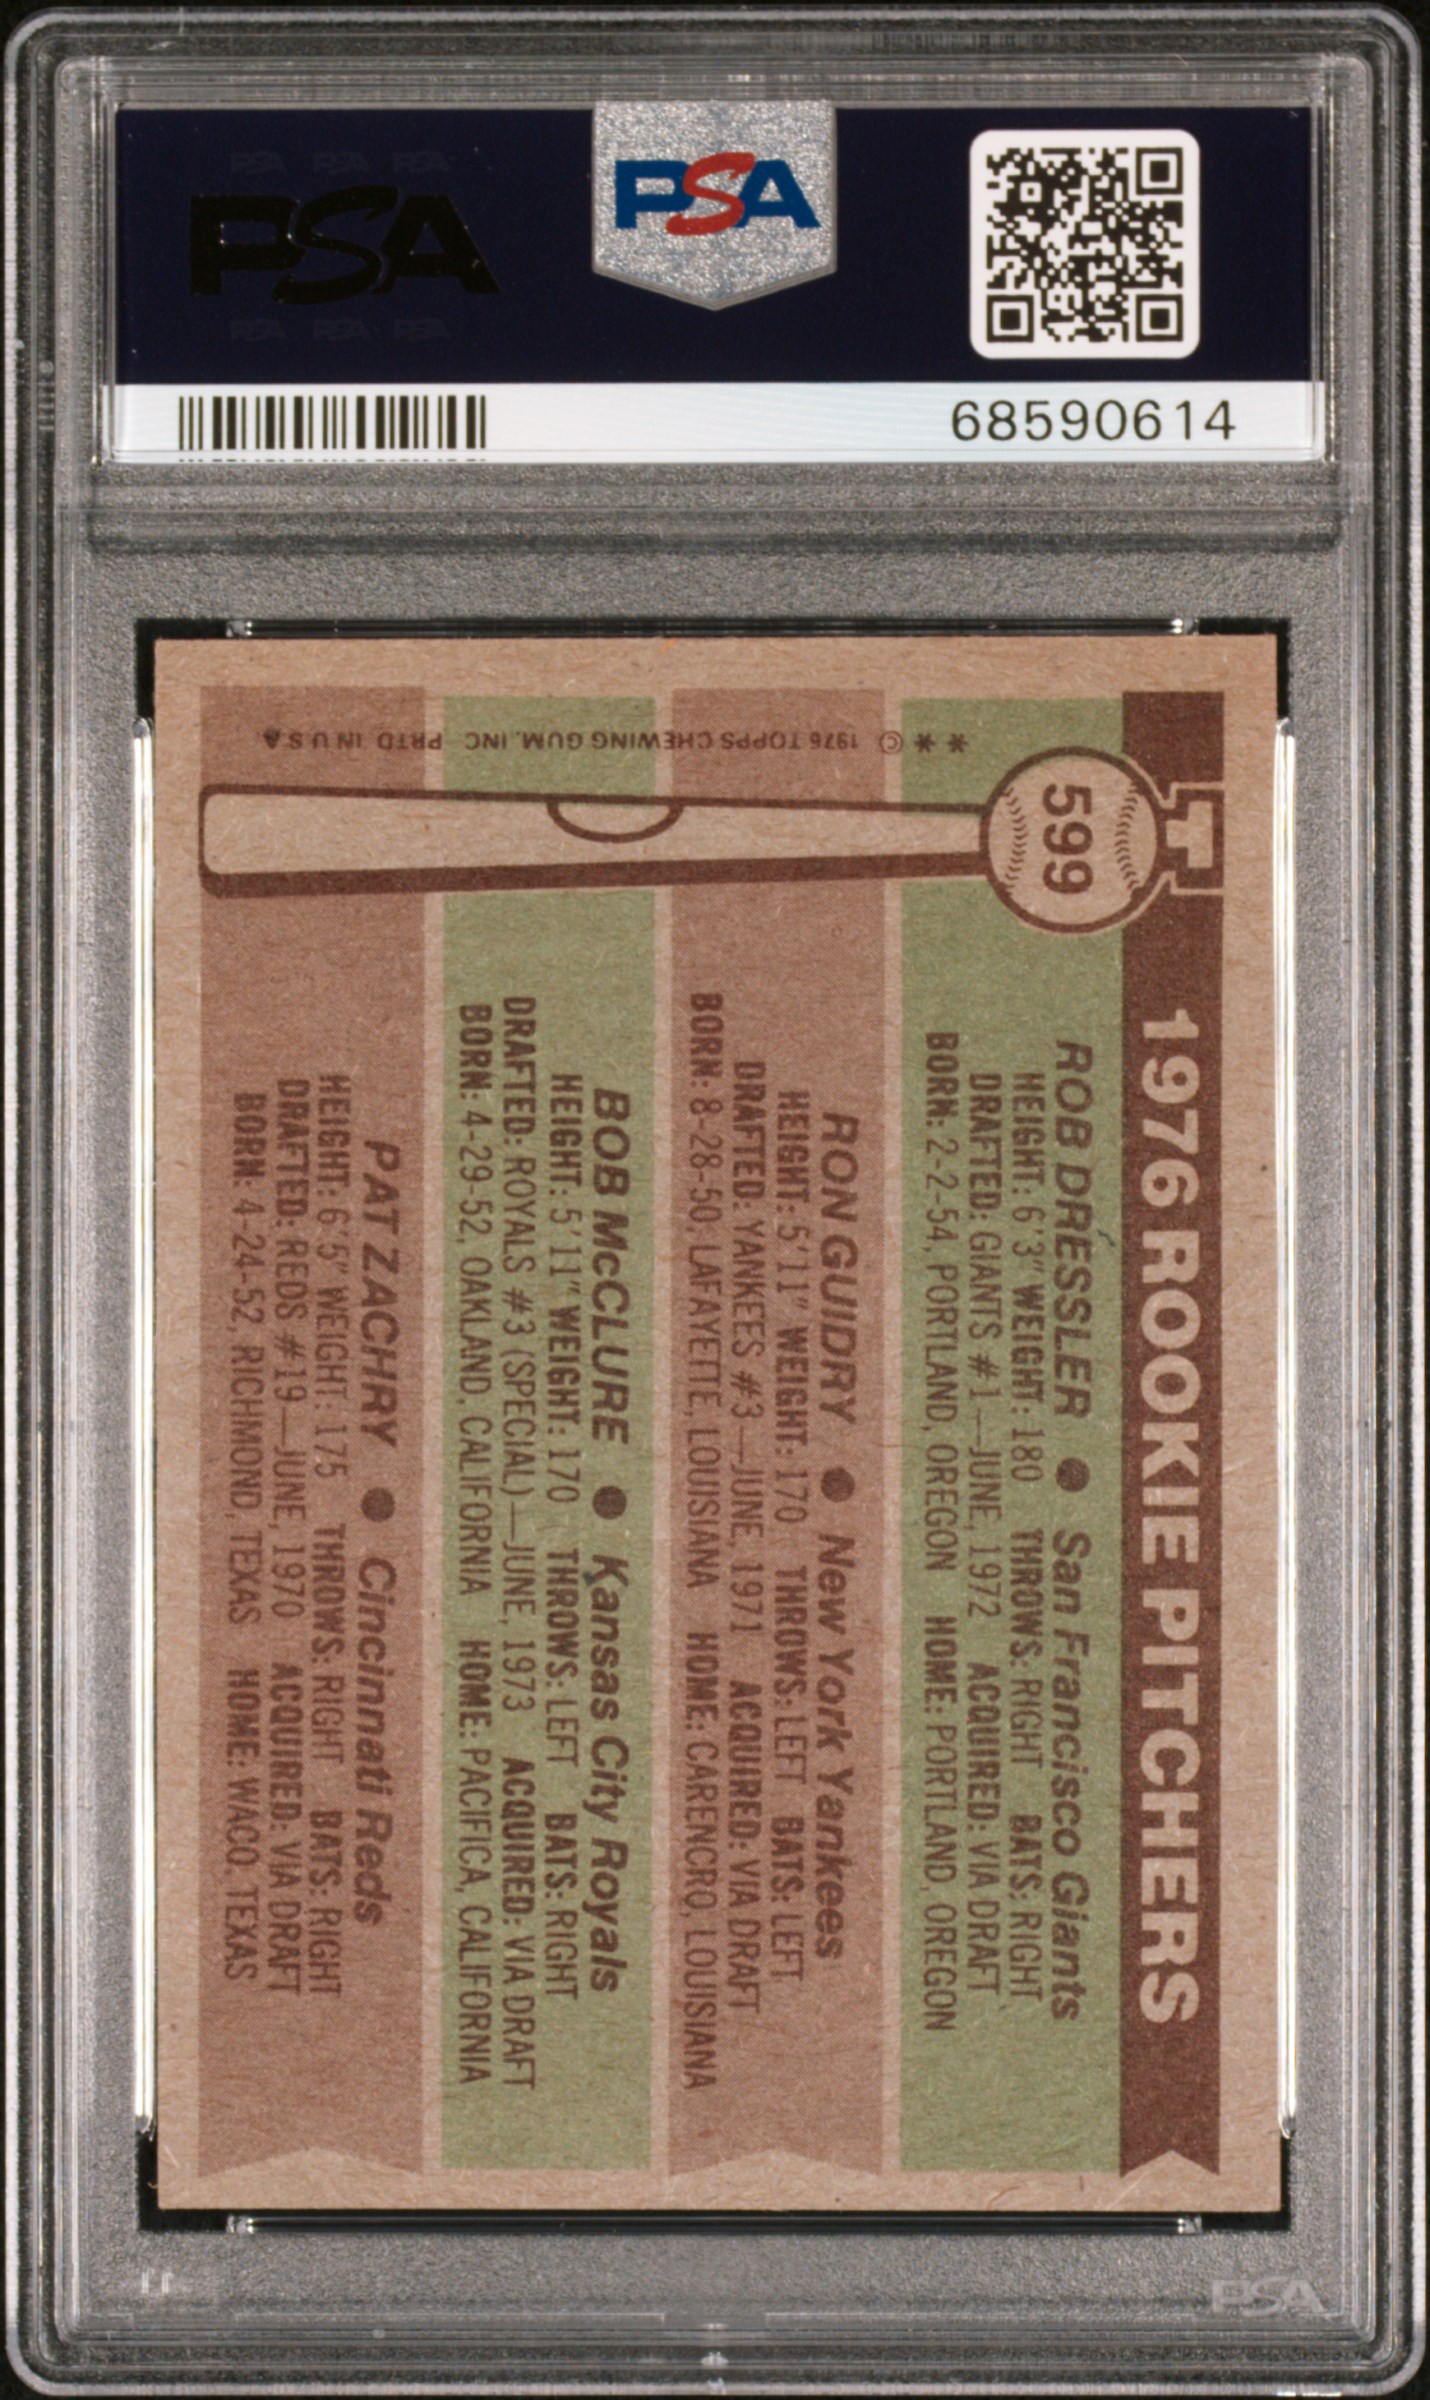 PSA PSA PSA
PSA
PSA PSA PSA
PSA
68590614
1976 ROOKIE PITCHERS
T
599
ROB DRESSLER ● San Francisco Giants
HEIGHT: 6'3" WEIGHT: 180 THROWS: RIGHT BATS: RIGHT
DRAFTED: GIANTS #1—JUNE, 1972 ACQUIRED: VIA DRAFT
BORN: 2-2-54, PORTLAND, OREGON HOME: PORTLAND, OREGON
RON GUIDRY ● New York Yankees
HEIGHT: 5'11" WEIGHT: 170 THROWS: LEFT BATS: LEFT
DRAFTED: YANKEES #3—JUNE, 1971 ACQUIRED: VIA DRAFT
BORN: 8-28-50, LAFAYETTE, LOUISIANA HOME: CARENCRO, LOUISIANA
BOB McCLURE ● Kansas City Royals
HEIGHT: 5'11" WEIGHT: 170 THROWS: LEFT BATS: RIGHT
DRAFTED: ROYALS #3 (SPECIAL)—JUNE, 1973 ACQUIRED: VIA DRAFT
BORN: 4-29-52, OAKLAND, CALIFORNIA HOME: PACIFICA, CALIFORNIA
PAT ZACHRY ● Cincinnati Reds
HEIGHT: 6'5" WEIGHT: 175 THROWS: RIGHT BATS: RIGHT
DRAFTED: REDS #19—JUNE, 1970 ACQUIRED: VIA DRAFT
BORN: 4-24-52, RICHMOND, TEXAS HOME: WACO, TEXAS
** © 1976 TOPPS CHEWING GUM, INC. PRTD IN U.S.A.
PSA